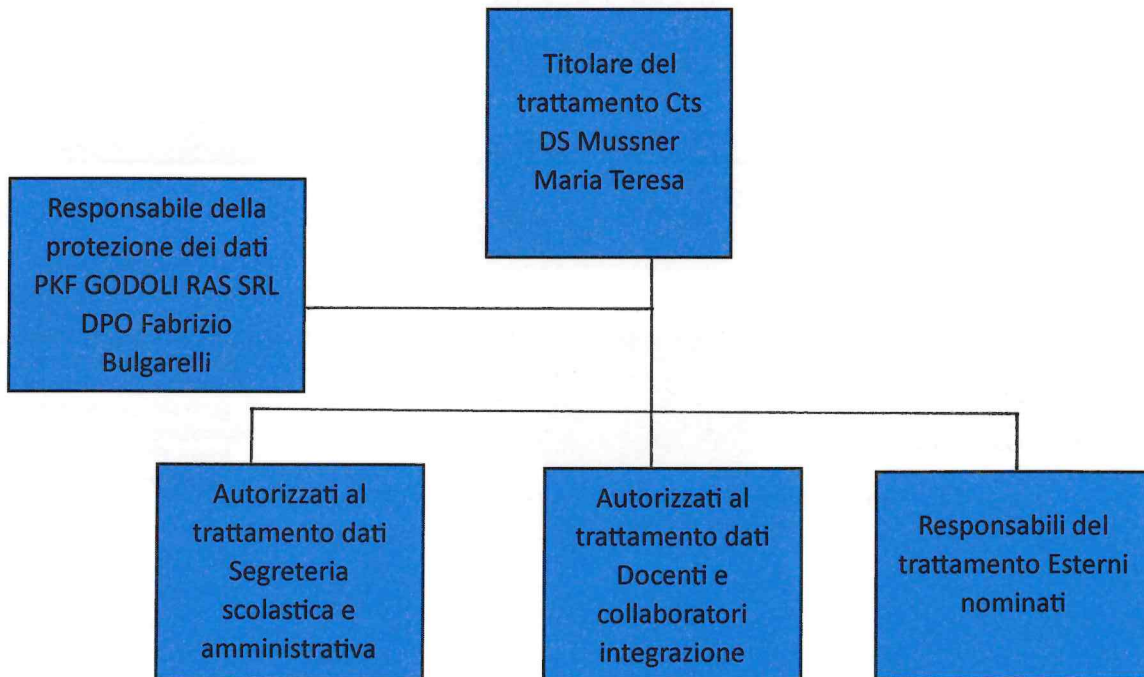 Titolare del
trattamento Cts
DS Mussner
Maria Teresa
Responsabile della
protezione dei dati
PKF GODOLI RAS SRL
DPO Fabrizio
Bulgarelli
Autorizzati al
trattamento dati
Segreteria
scolastica e
amministrativa
Autorizzati al
trattamento dati
Docenti e
collaboratori
integrazione
Responsabili del
trattamento Esterni
nominati